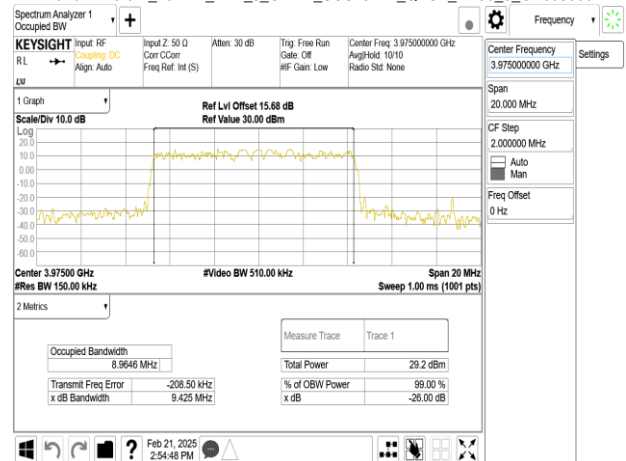 Spectrum Analyzer 1
Occupied BW
Frequency
KEYSIGHT
RL
LXI
Input: RF
Coupling: DC
Align: Auto
Input Z: 50 Ω
Corr CCorr
Freq Ref: Int (S)
Atten: 30 dB
Trig: Free Run
Gate: Off
#IF Gain: Low
Center Freq: 3.975000000 GHz
Avg|Hold: 10/10
Radio Std: None
Center Frequency
3.975000000 GHz
Settings
Span
20.000 MHz
CF Step
2.000000 MHz
Auto
Man
Freq Offset
0 Hz
1 Graph
Scale/Div 10.0 dB
Ref Lvl Offset 15.68 dB
Ref Value 30.00 dBm
Log
20.0
10.0
0.00
-10.0
-20.0
-30.0
-40.0
-50.0
-60.0
Center 3.97500 GHz
#Res BW 150.00 kHz
#Video BW 510.00 kHz
Span 20 MHz
Sweep 1.00 ms (1001 pts)
2 Metrics
Measure Trace Trace 1
Occupied Bandwidth
8.9646 MHz
Total Power 29.2 dBm
Transmit Freq Error -208.50 kHz
% of OBW Power 99.00 %
x dB Bandwidth 9.425 MHz
x dB -26.00 dB
?
Feb 21, 2025
2:54:48 PM